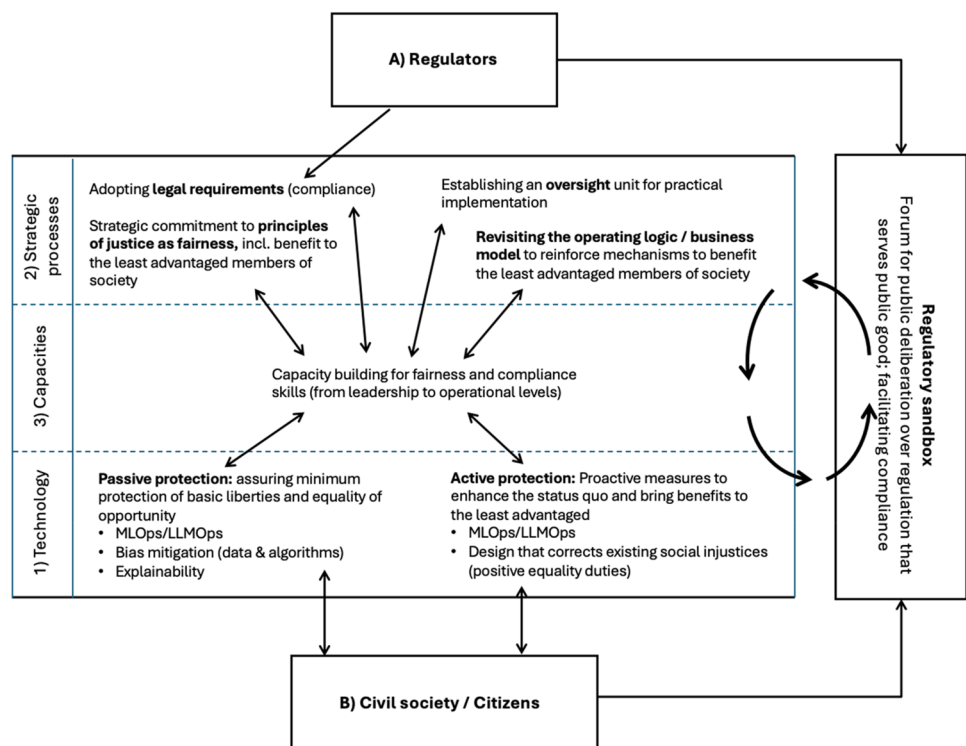 A) Regulators
2) Strategic
processes
Adopting legal requirements (compliance)
Strategic commitment to principles
of justice as fairness, incl. benefit to
the least advantaged members of
society
Establishing an oversight unit for practical
implementation
Revisiting the operating logic / business
model to reinforce mechanisms to benefit
the least advantaged members of society
3) Capacities
Capacity building for fairness and compliance
skills (from leadership to operational levels)
1) Technology
Passive protection: assuring minimum
protection of basic liberties and equality of
opportunity
• MLOps/LLMOps
• Bias mitigation (data & algorithms)
• Explainability
Active protection: Proactive measures to
enhance the status quo and bring benefits to
the least advantaged
• MLOps/LLMOps
• Design that corrects existing social injustices
(positive equality duties)
Regulatory sandbox
Forum for public deliberation over regulation that
serves public good; facilitating compliance
B) Civil society / Citizens